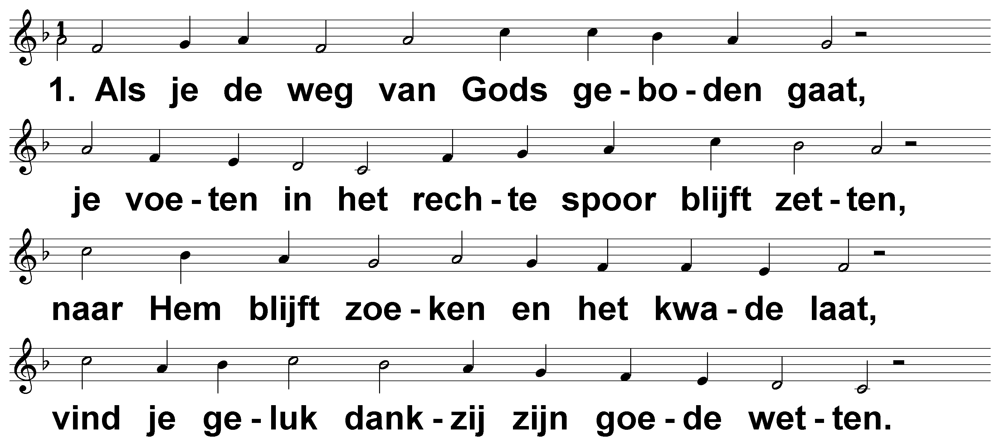 1
1. Als je de weg van Gods ge - bo - den gaat,
je voe - ten in het rech - te spoor blijft zet - ten,
naar Hem blijft zoe - ken en het kwa - de laat,
vind je ge - luk dank - zij zijn goe - de wet - ten.